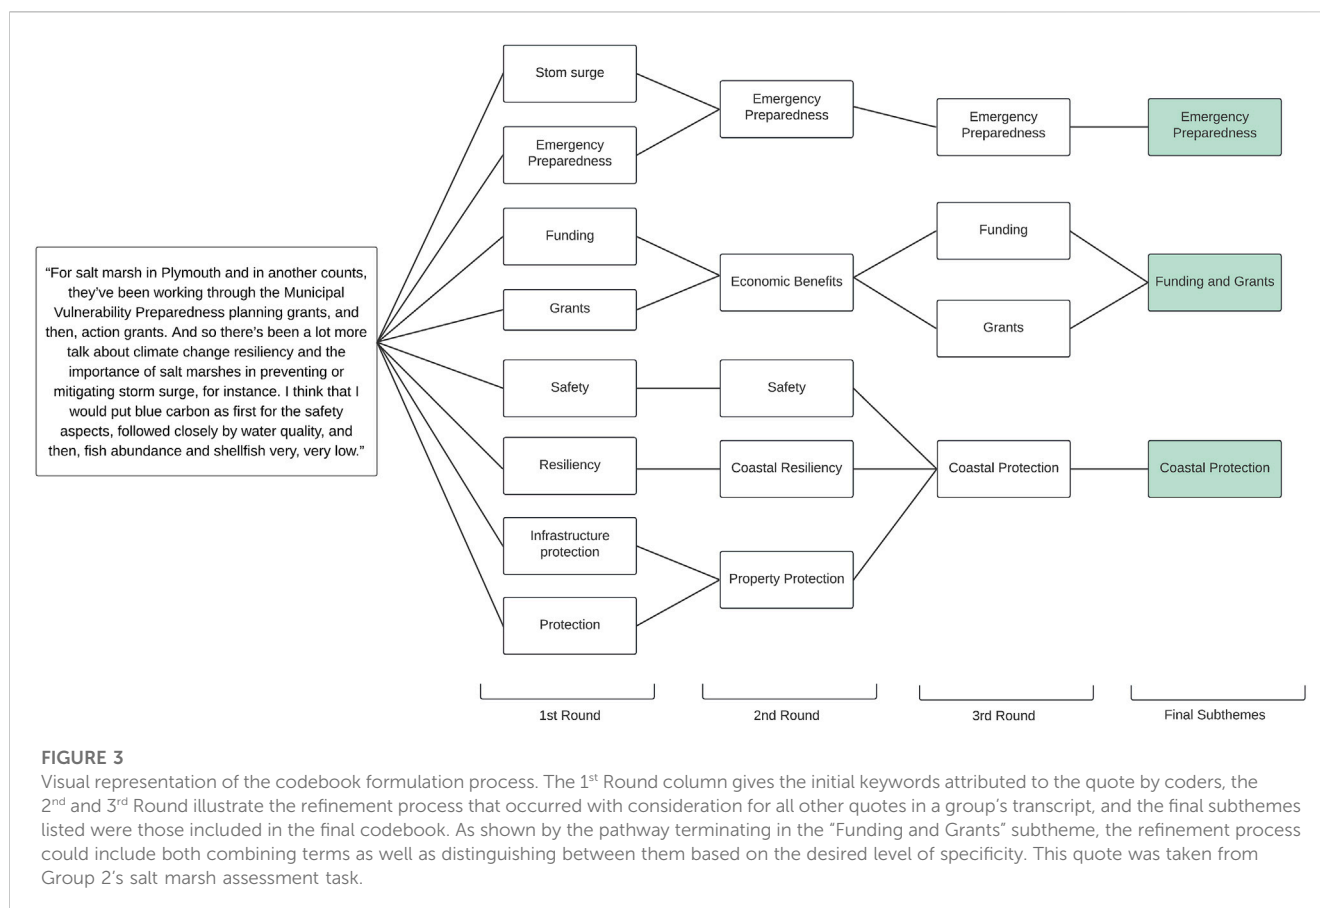 “For salt marsh in Plymouth and in another counts,
they’ve been working through the Municipal
Vulnerability Preparedness planning grants, and
then, action grants. And so there’s been a lot more
talk about climate change resiliency and the
importance of salt marshes in preventing or
mitigating storm surge, for instance. I think that I
would put blue carbon as first for the safety
aspects, followed closely by water quality, and
then, fish abundance and shellfish very, very low.”
Stom surge
Emergency
Preparedness
Funding
Grants
Safety
Resiliency
Infrastructure
protection
Protection
1st Round
Emergency
Preparedness
Economic Benefits
Safety
Coastal Resiliency
Property Protection
2nd Round
Emergency
Preparedness
Funding
Grants
Coastal Protection
3rd Round
Emergency
Preparedness
Funding and Grants
Coastal Protection
Final Subthemes
FIGURE 3
Visual representation of the codebook formulation process. The 1st Round column gives the initial keywords attributed to the quote by coders, the
2nd and 3rd Round illustrate the refinement process that occurred with consideration for all other quotes in a group’s transcript, and the final subthemes
listed were those included in the final codebook. As shown by the pathway terminating in the “Funding and Grants” subtheme, the refinement process
could include both combining terms as well as distinguishing between them based on the desired level of specificity. This quote was taken from
Group 2’s salt marsh assessment task.